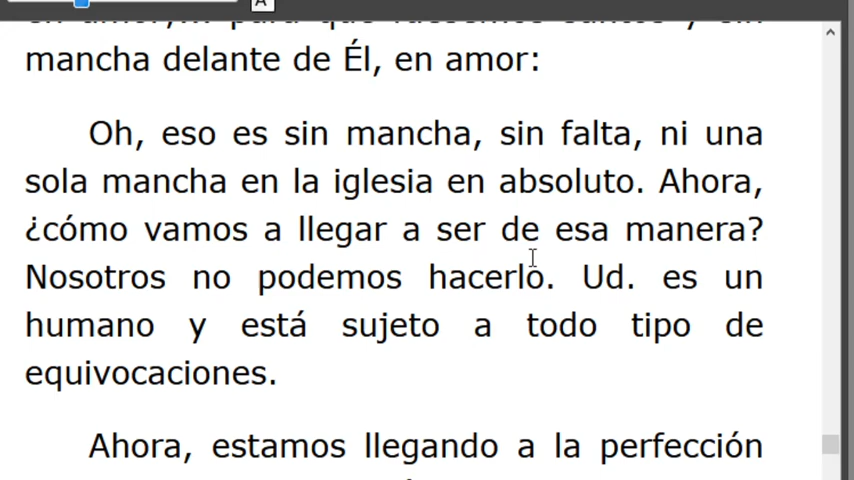 mancha delante de Él, en amor:
Oh, eso es sin mancha, sin falta, ni una
sola mancha en la iglesia en absoluto. Ahora,
¿cómo vamos a llegar a ser de esa manera?
Nosotros no podemos hacerlo. Ud. es un
humano y está sujeto a todo tipo de
equivocaciones.
Ahora, estamos llegando a la perfección